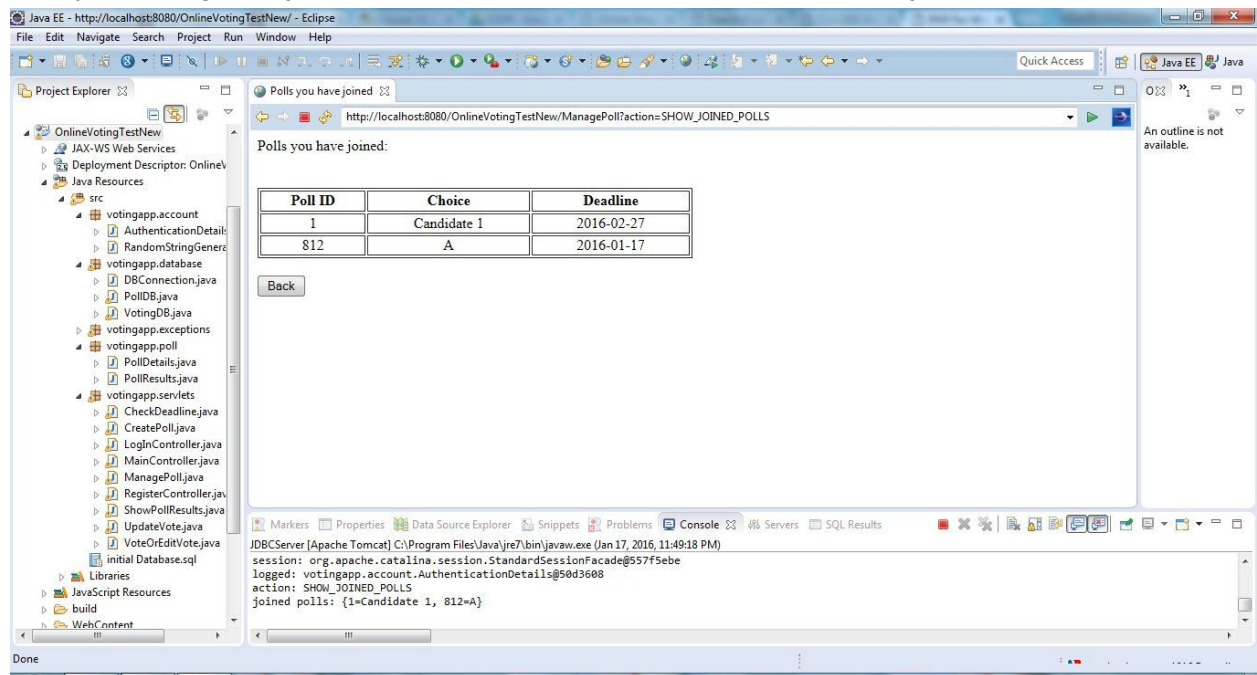 Java EE - http://localhost:8080/OnlineVotingTestNew/ - Eclipse
File Edit Navigate Search Project Run Window Help
Quick Access
Java EE
Java
Project Explorer
OnlineVotingTestNew
JAX-WS Web Services
Deployment Descriptor: OnlineV
Java Resources
src
votingapp.account
AuthenticationDetail
RandomStringGenera
votingapp.database
DBConnection.java
PollDB.java
VotingDB.java
votingapp.exceptions
votingapp.poll
PollDetails.java
PollResults.java
votingapp.servlets
CheckDeadline.java
CreatePoll.java
LogInController.java
MainController.java
ManagePoll.java
RegisterController.jav
ShowPollResults.java
UpdateVote.java
VoteOrEditVote.java
initial Database.sql
Libraries
JavaScript Resources
build
WebContent
Polls you have joined
http://localhost:8080/OnlineVotingTestNew/ManagePoll?action=SHOW_JOINED_POLLS
Polls you have joined:
Poll ID Choice Deadline
1 Candidate 1 2016-02-27
812 A 2016-01-17
Back
An outline is not
available.
Markers Properties Data Source Explorer Snippets Problems Console Servers SQL Results
JDBCServer [Apache Tomcat] C:\Program Files\Java\jre7\bin\javaw.exe (Jan 17, 2016, 11:49:18 PM)
session: org.apache.catalina.session.StandardSessionFacade@557f5ebe
logged: votingapp.account.AuthenticationDetails@50d3608
action: SHOW_JOINED_POLLS
joined polls: {1=Candidate 1, 812=A}
Done